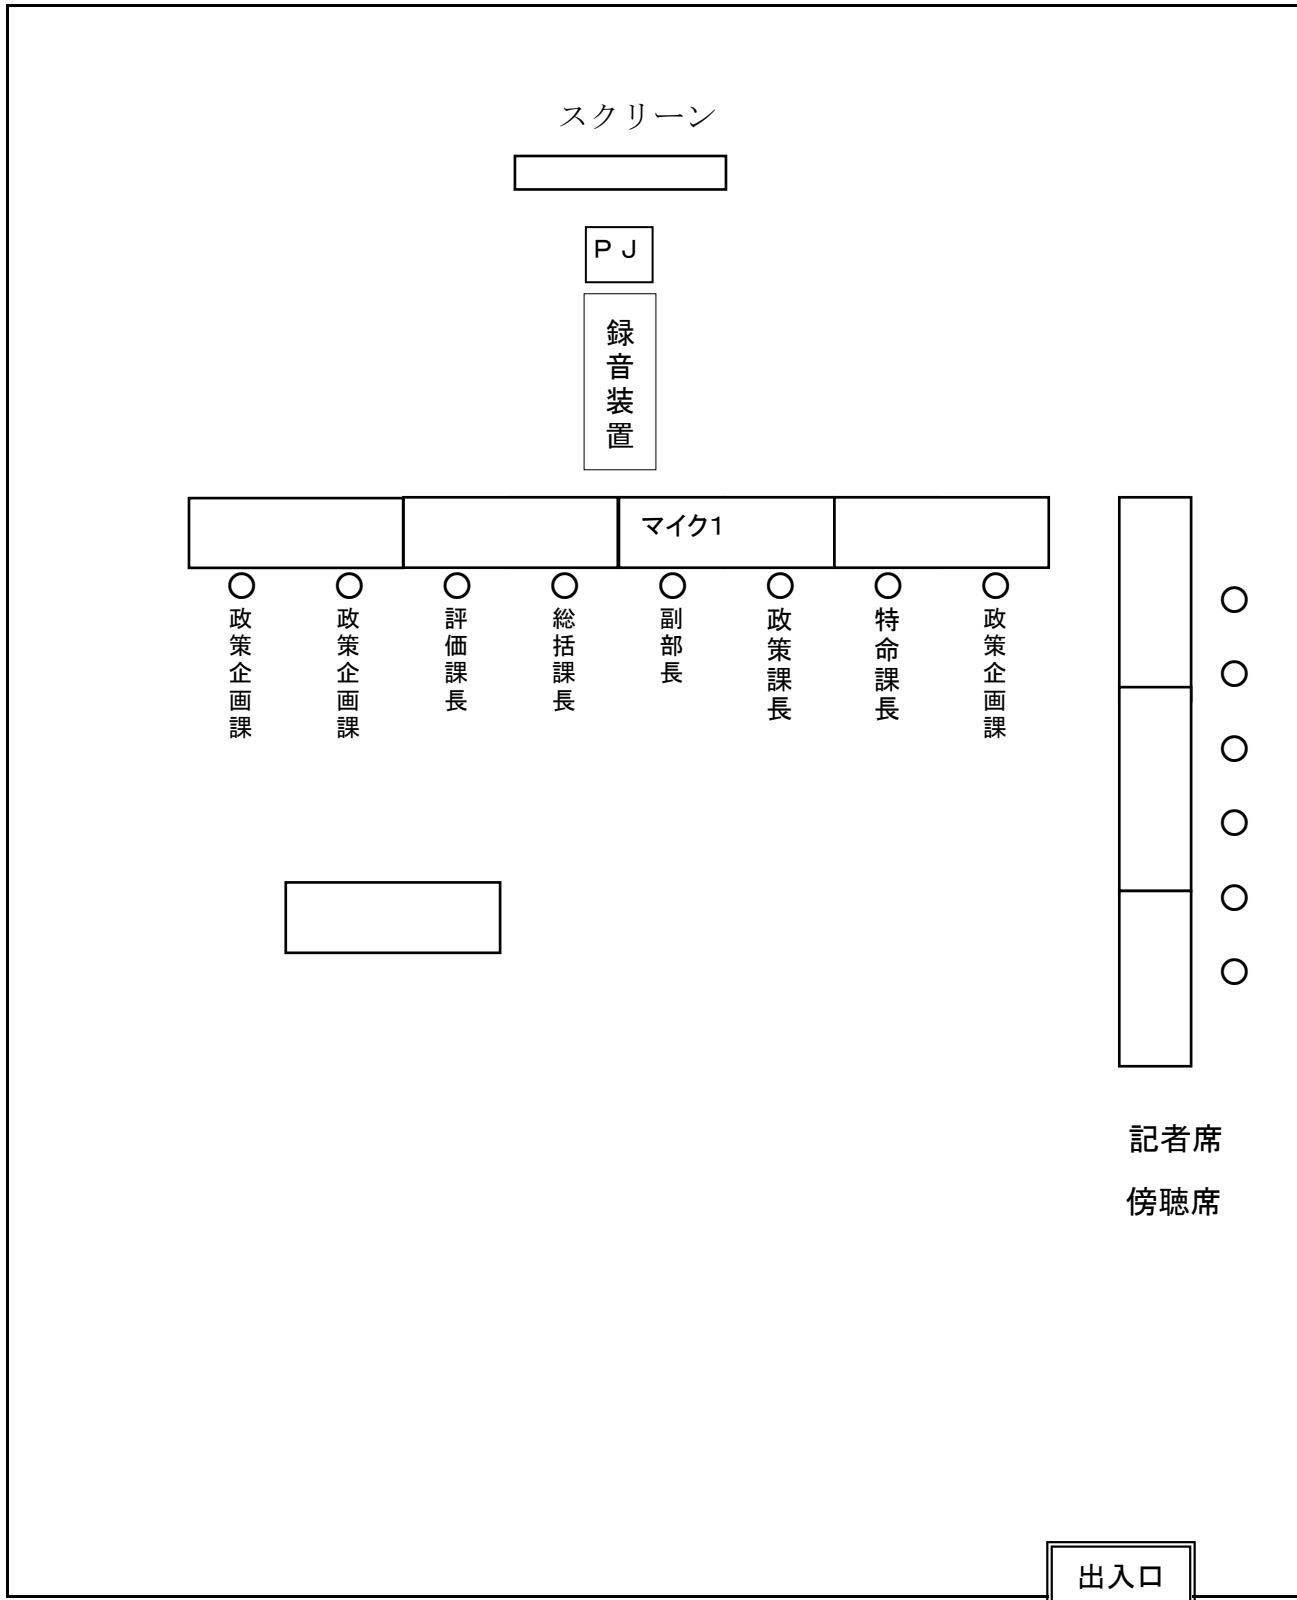 スクリーン
ＰＪ
録音装置
マイク１
政策企画課
政策企画課
評価課長
総括課長
副部長
政策課長
特命課長
政策企画課
記者席
傍聴席
出入口